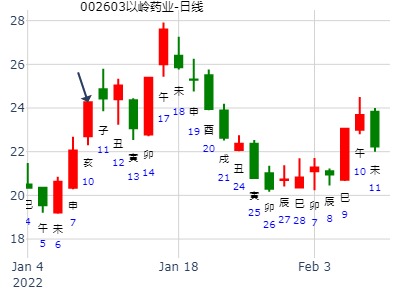 002603以岭药业-日线
28
26
24
22
20
18
巳
4
午
5
未
6
申
7
亥
10
子
11
丑
12
寅
13
卯
14
午
17
未
18
申
19
酉
20
戌
21
丑
24
寅
25
卯
26
辰
27
巳
28
卯
7
辰
8
巳
9
午
10
未
11
Jan 4
2022
Jan 18
Feb 3